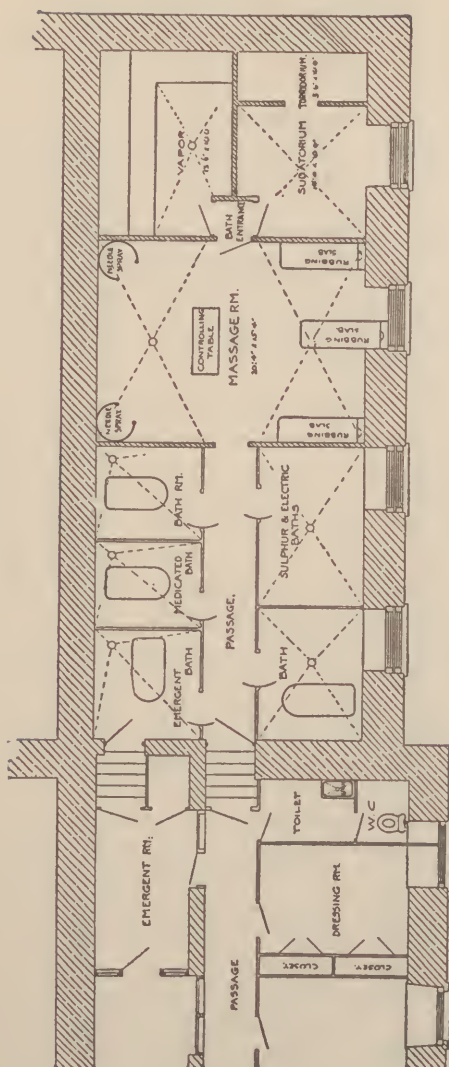 TEPIDORIUM.
VAPOR.
SUDATORIUM
BATH
ENTRANCE
NEEDLE
SPRAY
CONTROLLING
TABLE
MASSAGE RM.
RUBBING
SLAB
RUBBING
SLAB.
RUBBING
SLAB
NEEDLE
SPRAY
BATH RM.
SULPHUR & ELECTRIC
BATHS
MEDICATED
BATH
PASSAGE.
EMERGENT
BATH
BATH
EMERGENT RM.
TOILET
W.C
DRESSING RM.
CLOSET.
CLOSET.
PASSAGE